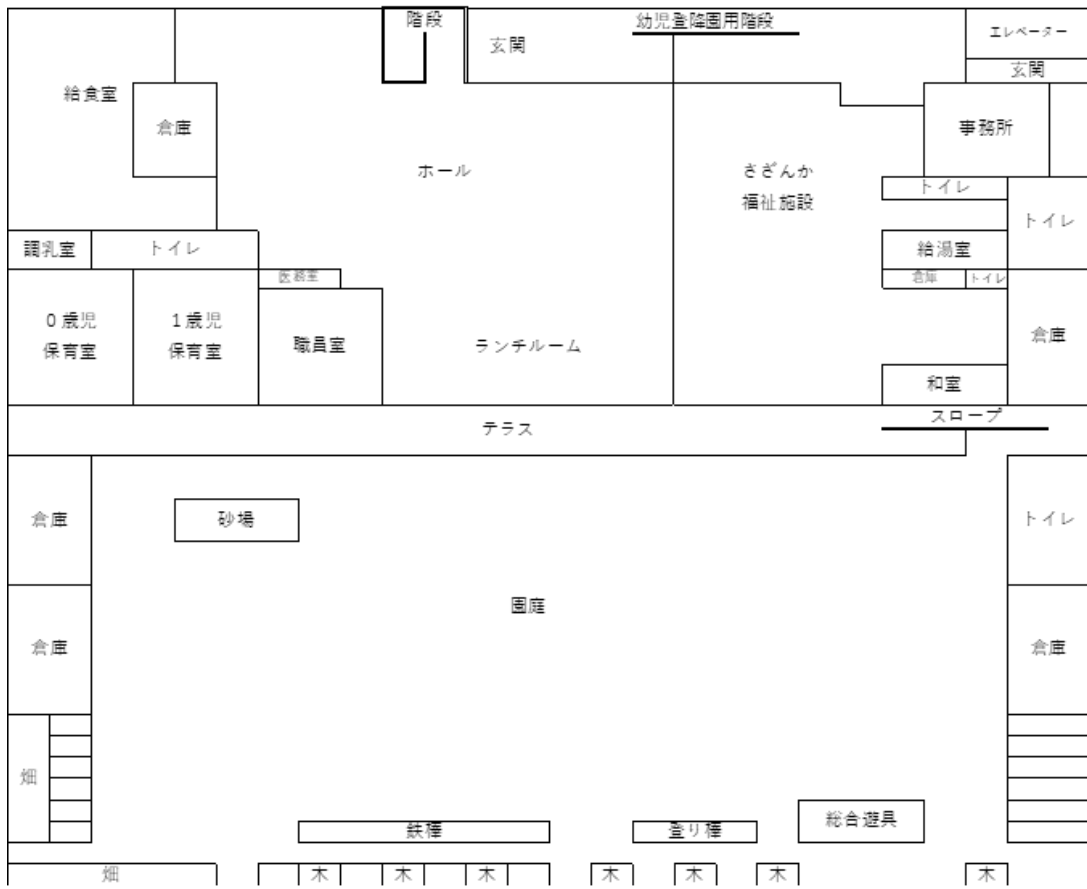 階段
幼児登降園用階段
玄関
エレベーター
玄関
給食室
倉庫
事務所
ホール
さざんか
福祉施設
トイレ
トイレ
調乳室
トイレ
給湯室
医務室
倉庫
トイレ
0歳児
保育室
1歳児
保育室
職員室
ランチルーム
倉庫
和室
テラス
スロープ
倉庫
砂場
トイレ
園庭
倉庫
倉庫
畑
鉄棒
登り棒
総合遊具
畑
木
木
木
木
木
木
木